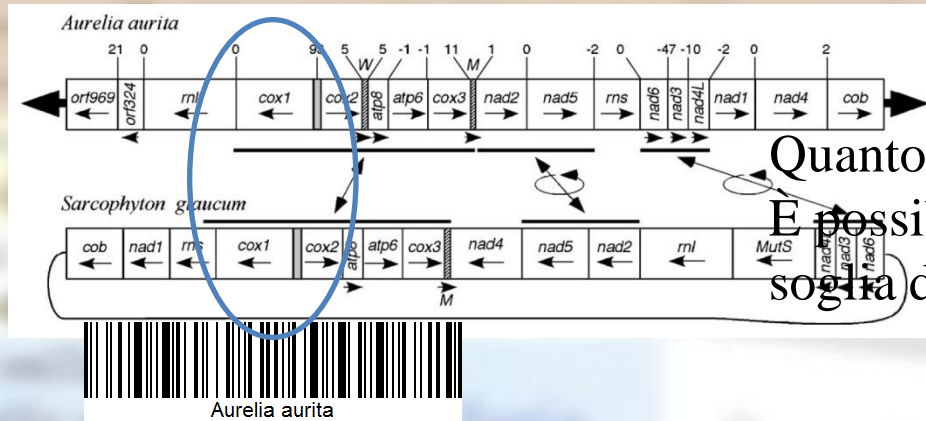 Aurelia aurita
21 0 0 99 5 5 -1 -1 11 1 0 -2 0 -47 -10 -2 0 2
W M
orf969 orf324 rnl cox1 cox2 atp8 atp6 cox3 nad2 nad5 rns nad6 nad3 nad4L nad1 nad4 cob
Quanto
È possi
soglia d
Sarcophyton glaucum
cob nad1 rns cox1 cox2 atp6 cox3 nad4 nad5 nad2 rnl MutS nad3 nad6
M
Aurelia aurita